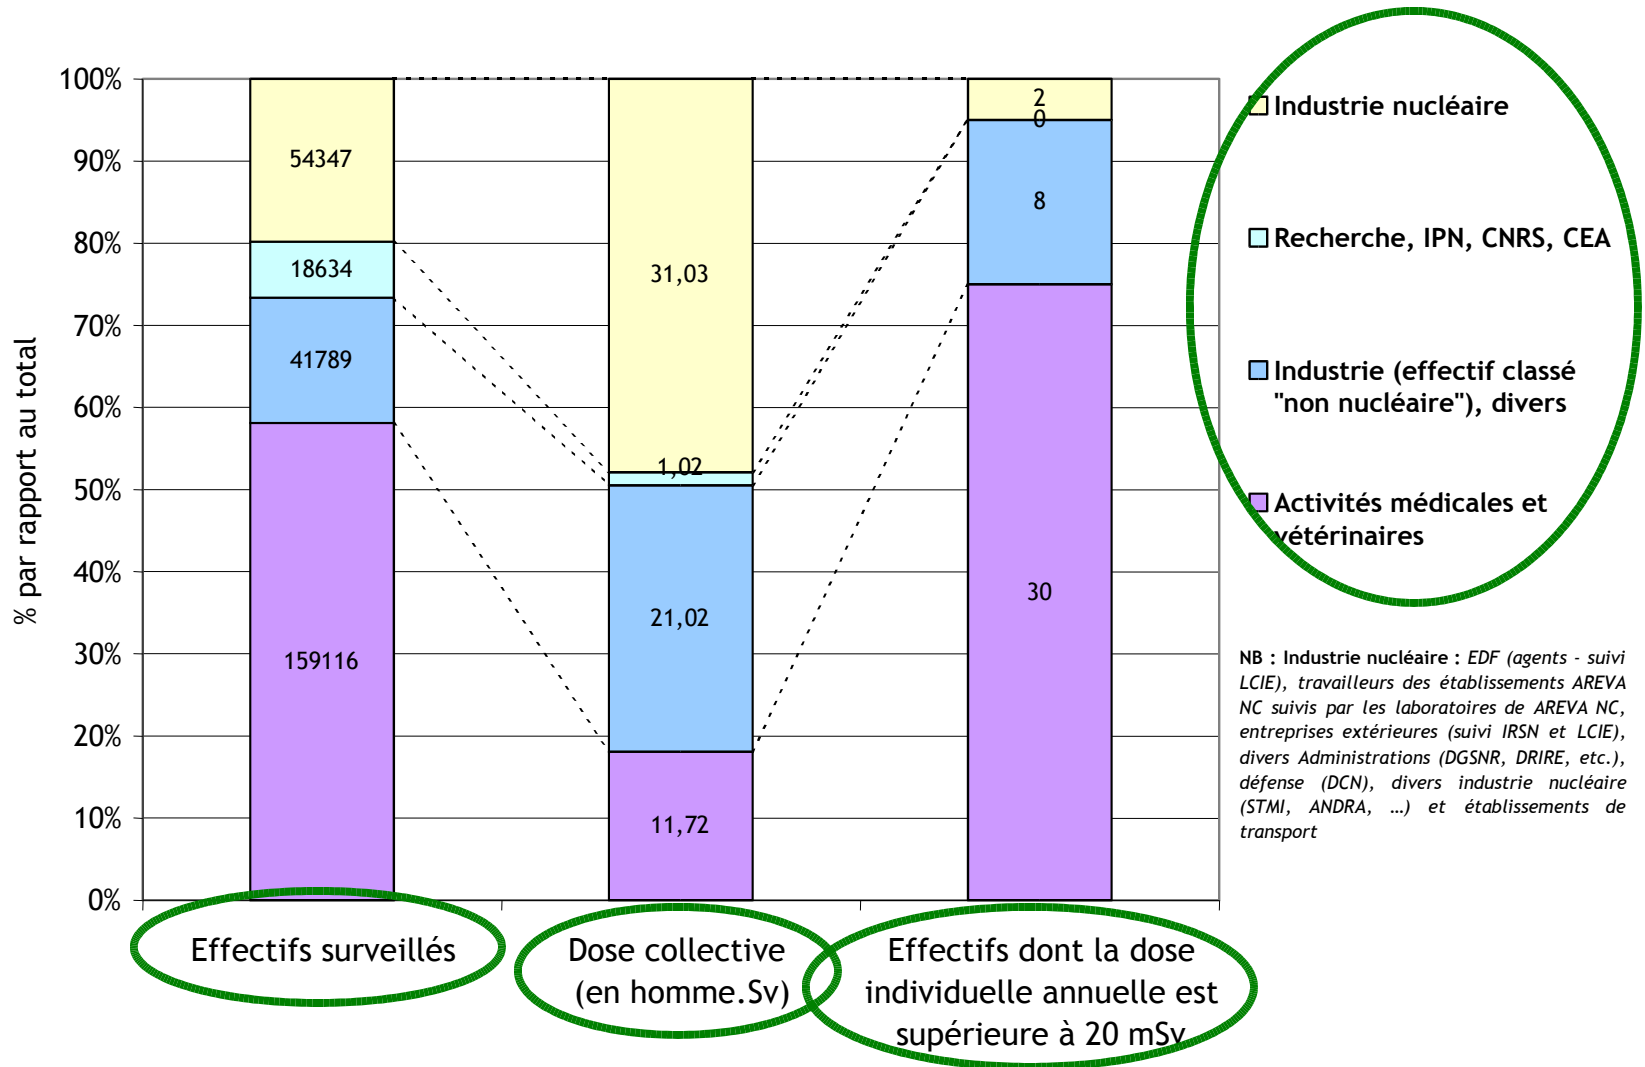 % par rapport au total
100%
90%
80%
70%
60%
50%
40%
30%
20%
10%
0%
54347
18634
41789
159116
31,03
1,02
21,02
11,72
2
0
8
30
Effectifs surveillés
Dose collective
(en homme.Sv)
Effectifs dont la dose
individuelle annuelle est
supérieure à 20 mSv
Industrie nucléaire
Recherche, IPN, CNRS, CEA
Industrie (effectif classé
"non nucléaire"), divers
Activités médicales et
vétérinaires
NB : Industrie nucléaire : EDF (agents - suivi
LCIE), travailleurs des établissements AREVA
NC suivis par les laboratoires de AREVA NC,
entreprises extérieures (suivi IRSN et LCIE),
divers Administrations (DGSNR, DRIRE, etc.),
défense (DCN), divers industrie nucléaire
(STMI, ANDRA, …) et établissements de
transport